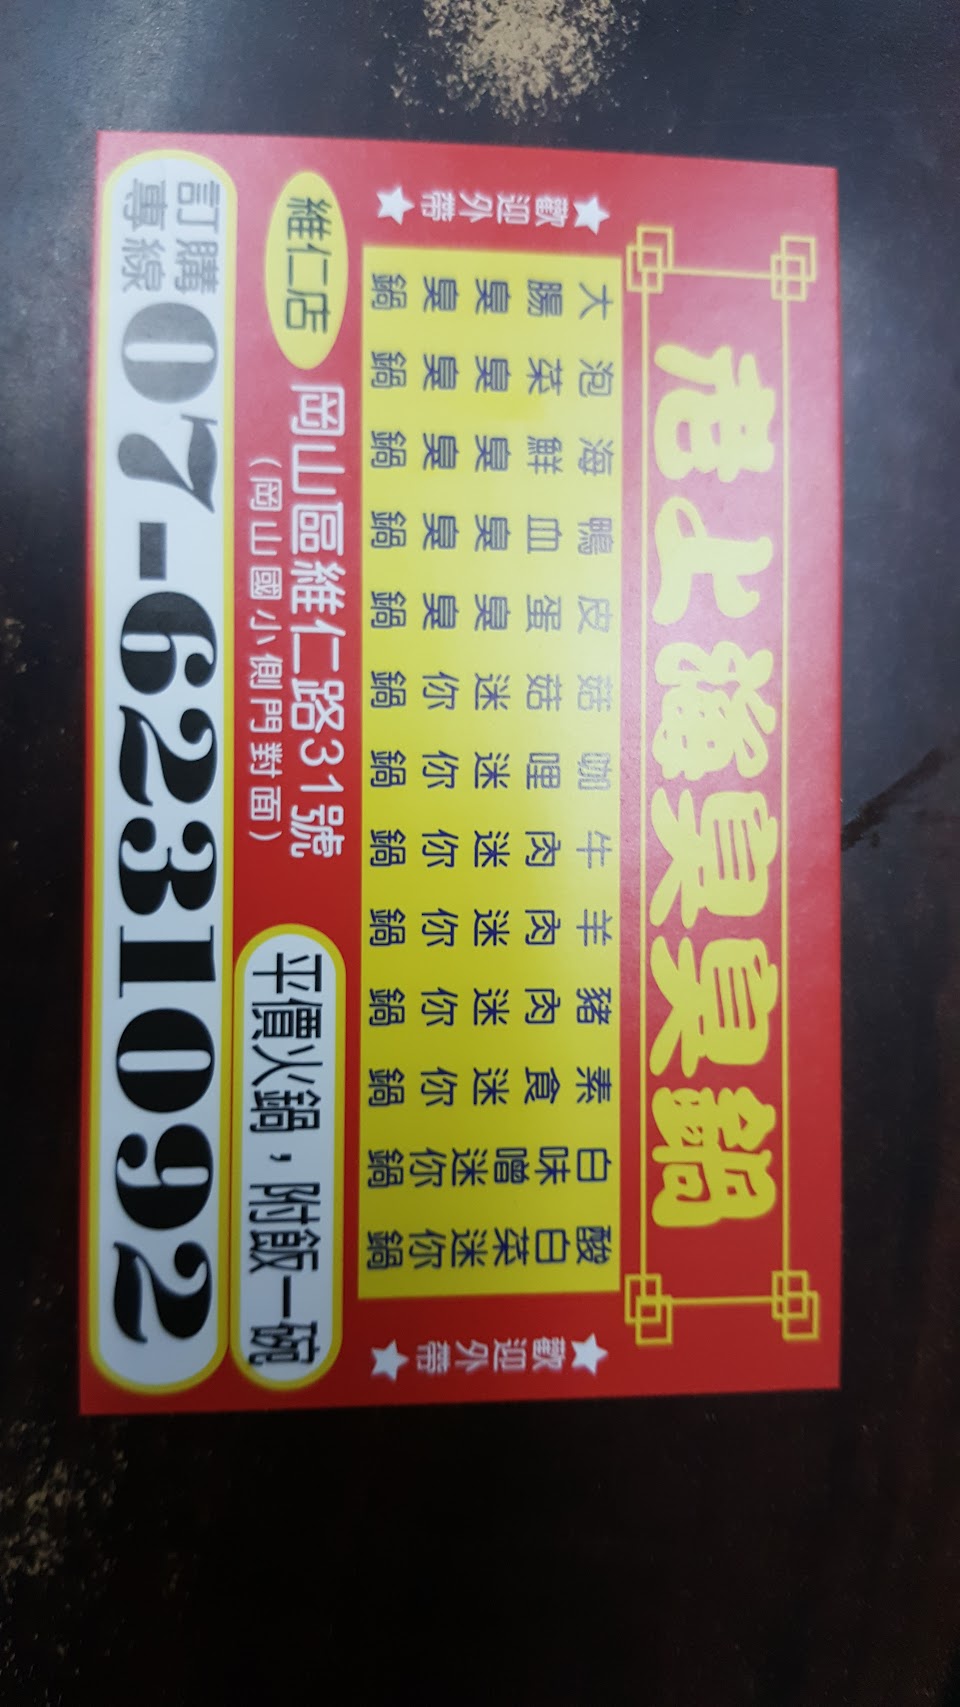 巷上滋臭臭鍋
歡迎外帶
大腸臭臭鍋
泡菜臭臭鍋
海鮮臭臭鍋
鴨血臭臭鍋
皮蛋臭臭鍋
菇菇迷你鍋
咖哩迷你鍋
牛肉迷你鍋
羊肉迷你鍋
豬肉迷你鍋
素食迷你鍋
白味噌迷你鍋
酸白菜迷你鍋
歡迎外帶
維仁店
岡山區維仁路31號
(岡山國小側門對面)
平價火鍋，附飯一碗
訂購專線 07-6231092